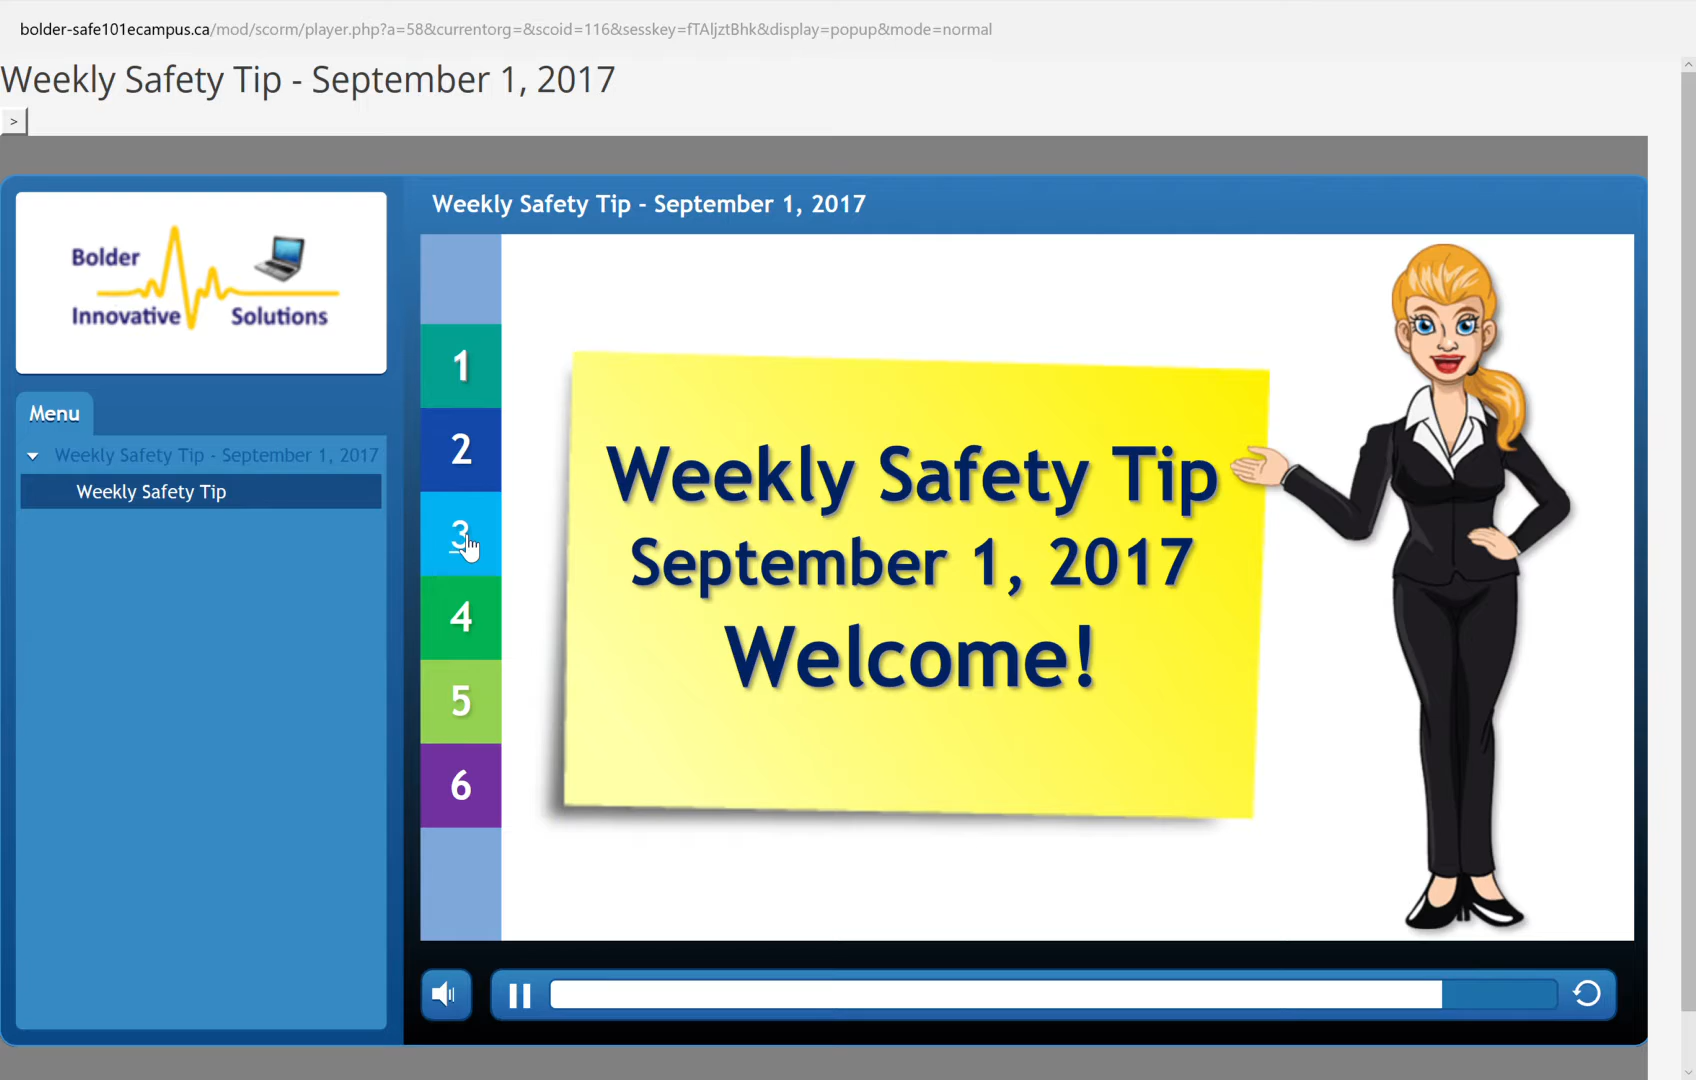 bolder-safe101ecampus.ca/mod/scorm/player.php?a=58&currentorg=&scoid=116&sesskey=fTAljztBhk&display=popup&mode=normal
Weekly Safety Tip - September 1, 2017
>
Bolder
Innovative Solutions
Menu
Weekly Safety Tip - September 1, 2017
Weekly Safety Tip
Weekly Safety Tip - September 1, 2017
1
2
3
4
5
6
Weekly Safety Tip
September 1, 2017
Welcome!